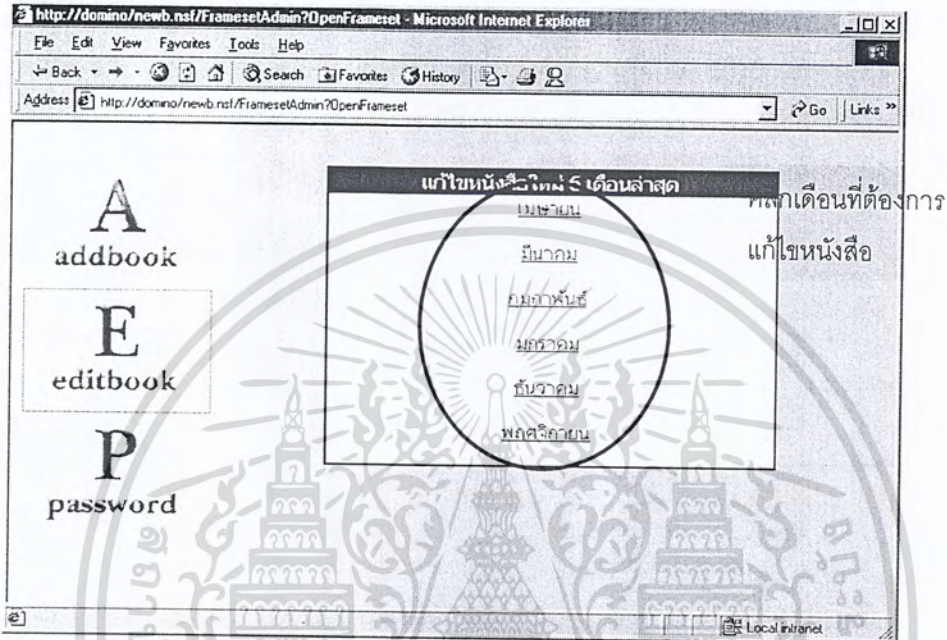 http://domino/newb.nsf/FramesetAdmin?OpenFrameset - Microsoft Internet Explorer
File Edit View Favorites Tools Help
Back Search Favorites History
Address http://domino/newb.nsf/FramesetAdmin?OpenFrameset Go Links »
A
addbook
E
editbook
P
password
แก้ไขหนังสือใหม่ 5 เดือนล่าสุด
เมษายน
มีนาคม
กุมภาพันธ์
มกราคม
ธันวาคม
พฤศจิกายน
คลิกเดือนที่ต้องการ
แก้ไขหนังสือ
Local intranet